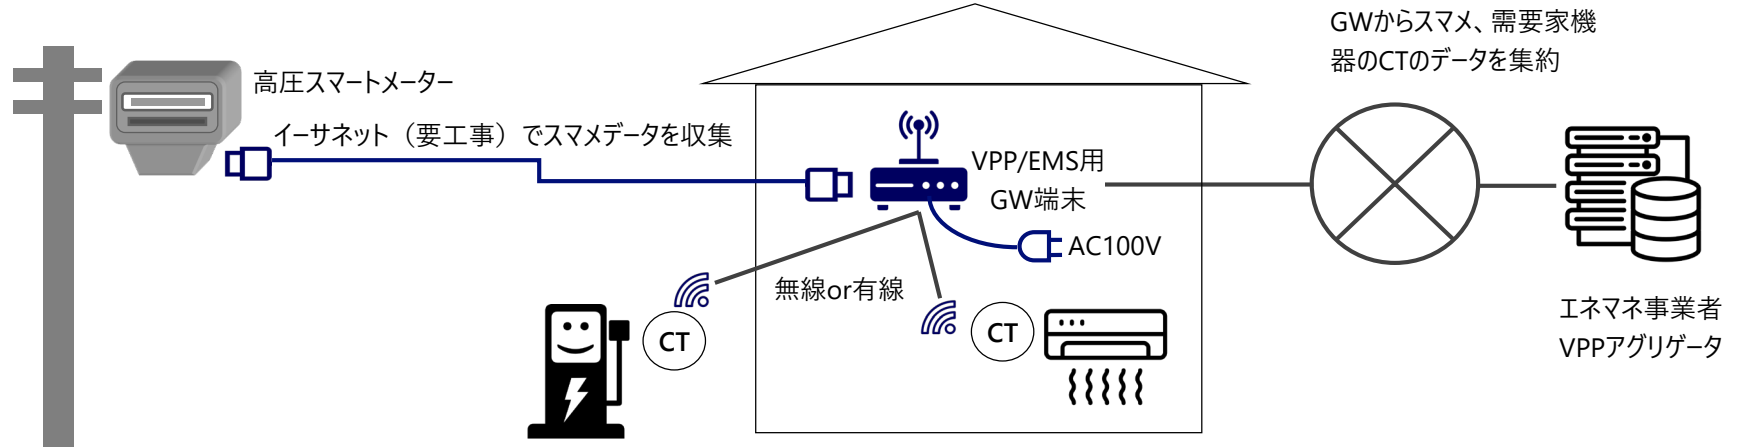 高圧スマートメーター
イーサネット（要工事）でスマメデータを収集
VPP/EMS用
GW端末
AC100V
無線or有線
CT
CT
GWからスマメ、需要家機
器のCTのデータを集約
エネマネ事業者
VPPアグリゲータ